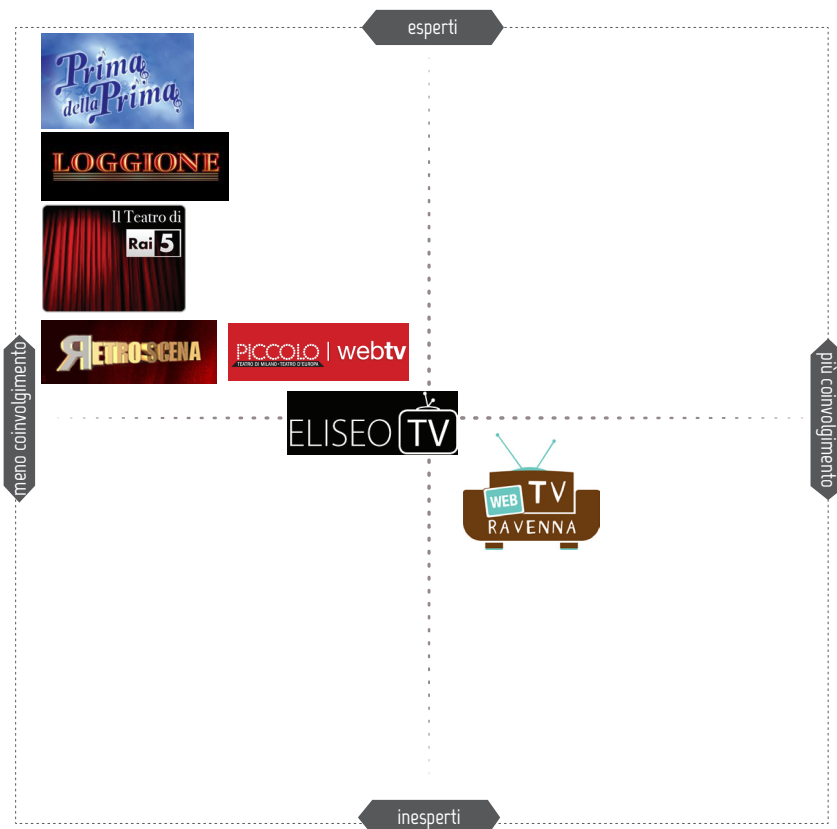 esperti
Prima
della Prima
LOGGIONE
Il Teatro di
Rai 5
meno coinvolgimento
RETROSCENA
PICCOLO | webtv
TEATRO DI MILANO • TEATRO D'EUROPA
più coinvolgimento
ELISEO TV
WEB TV
RAVENNA
inesperti